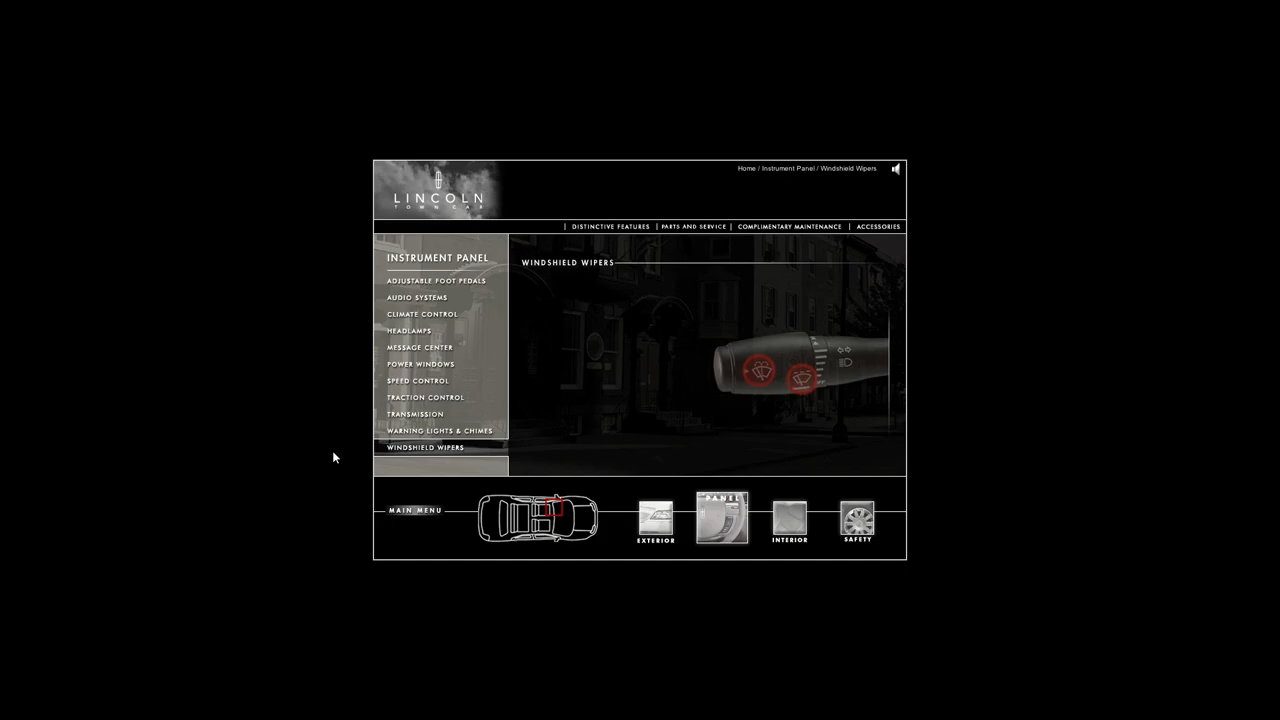 Home / Instrument Panel / Windshield Wipers
LINCOLN
TOWN CAR
DISTINCTIVE FEATURES
PARTS AND SERVICE
COMPLIMENTARY MAINTENANCE
ACCESSORIES
INSTRUMENT PANEL
ADJUSTABLE FOOT PEDALS
AUDIO SYSTEMS
CLIMATE CONTROL
HEADLAMPS
MESSAGE CENTER
POWER WINDOWS
SPEED CONTROL
TRACTION CONTROL
TRANSMISSION
WARNING LIGHTS & CHIMES
WINDSHIELD WIPERS
WINDSHIELD WIPERS
MAIN MENU
EXTERIOR
PANEL
INTERIOR
SAFETY